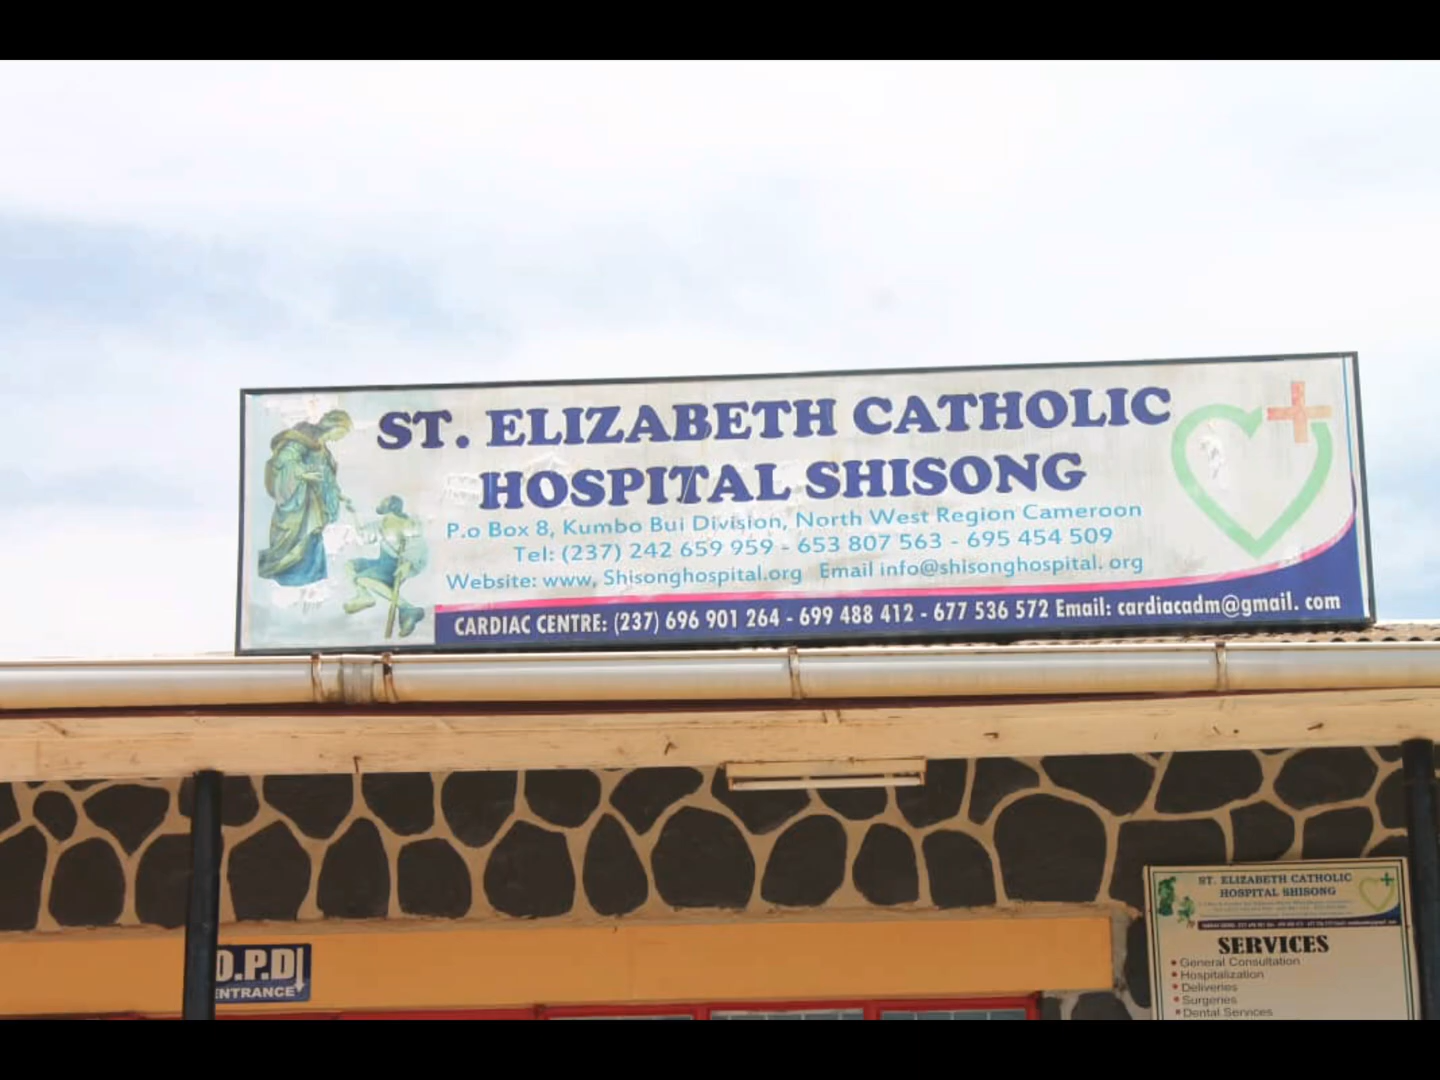 ST. ELIZABETH CATHOLIC
HOSPITAL SHISONG
P.o Box 8, Kumbo Bui Division, North West Region Cameroon
Tel: (237) 242 659 959 - 653 807 563 - 695 454 509
Website: www, Shisonghospital.org Email info@shisonghospital. org
CARDIAC CENTRE: (237) 696 901 264 - 699 488 412 - 677 536 572 Email: cardiacadm@gmail. com
O.P.D
ENTRANCE
ST. ELIZABETH CATHOLIC
HOSPITAL SHISONG
SERVICES
General Consultation
Hospitalization
Deliveries
Surgeries
Dental Services